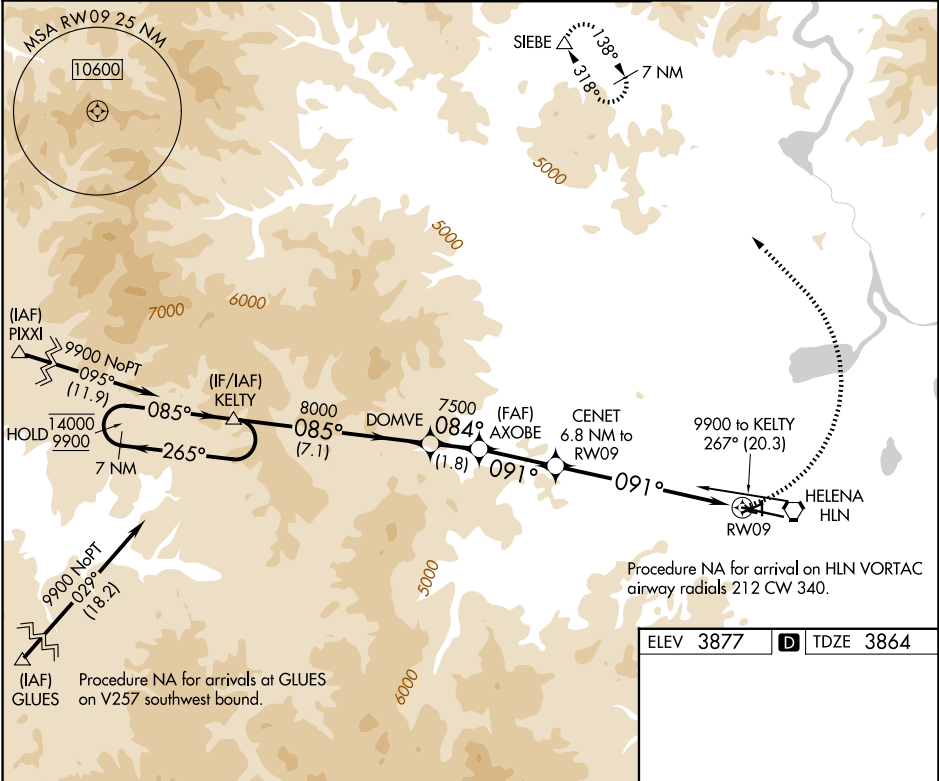 MSA RW09 25 NM
10600
SIEBE
138°
318°
7 NM
5000
5000
7000
6000
(IAF)
PIXXI
9900 NoPT
095°
(11.9)
(IF/IAF)
KELTY
085°
HOLD
14000
9900
265°
7 NM
8000
085°
(7.1)
DOMVE
7500
084°
(1.8)
(FAF)
AXOBE
091°
CENET
6.8 NM to
RW09
091°
9900 to KELTY
267° (20.3)
HELENA
HLN
RW09
9900 NoPT
029°
(18.2)
5000
Procedure NA for arrival on HLN VORTAC
airway radials 212 CW 340.
(IAF)
GLUES
Procedure NA for arrivals at GLUES
on V257 southwest bound.
6000
ELEV 3877
D
TDZE 3864